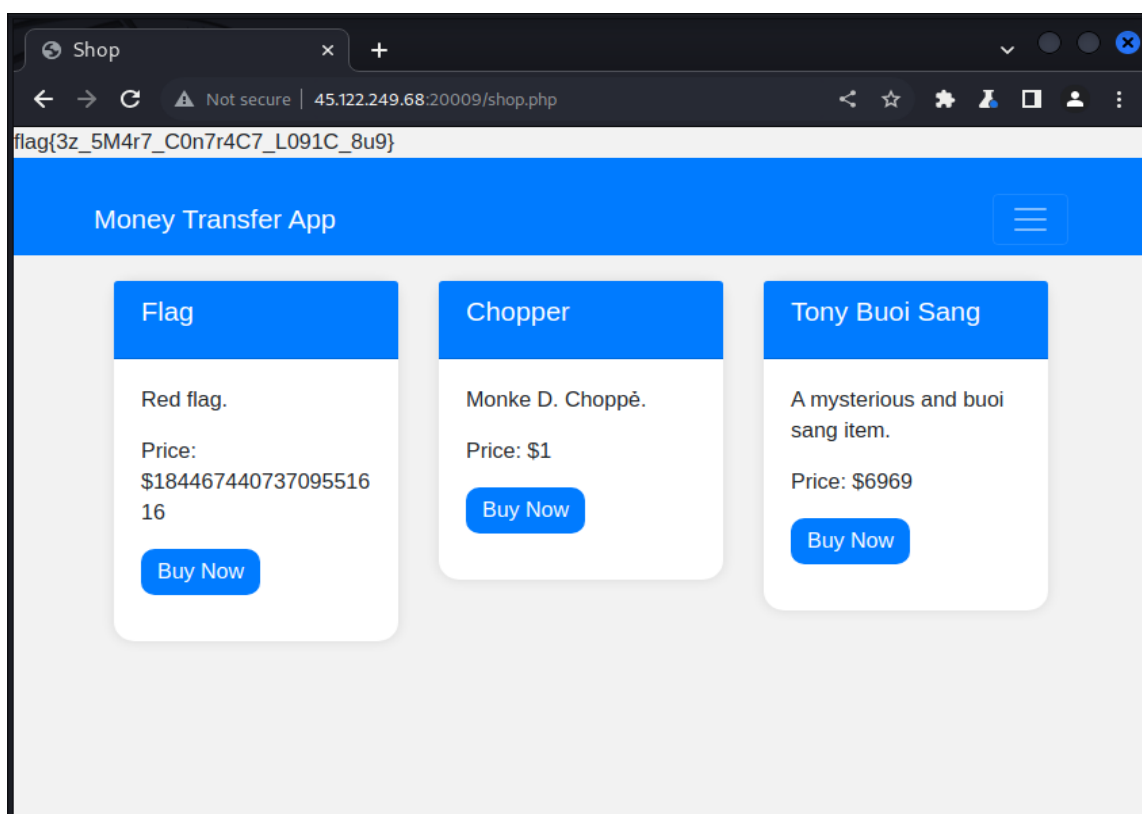 Shop
Not secure | 45.122.249.68:20009/shop.php
flag{3z_5M4r7_C0n7r4C7_L091C_8u9}
Money Transfer App
Flag
Red flag.
Price:
$184467440737095516
16
Buy Now
Chopper
Monke D. Choppẻ.
Price: $1
Buy Now
Tony Buoi Sang
A mysterious and buoi
sang item.
Price: $6969
Buy Now